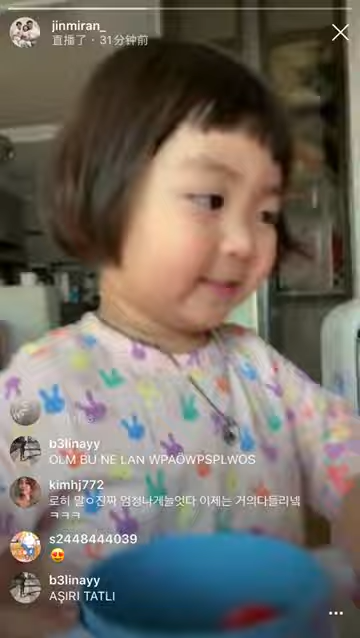 jinmiran_
直播了 · 31分钟前
b3linayy
OLM BU NE LAN WPAÖWPSPLWOS
kimhj772
로히 말ㅇ진짜 엄청나게늘엇다 이제는 거의다들리넼
ㅋㅋㅋ
s2448444039
😍
b3linayy
AŞIRI TATLI